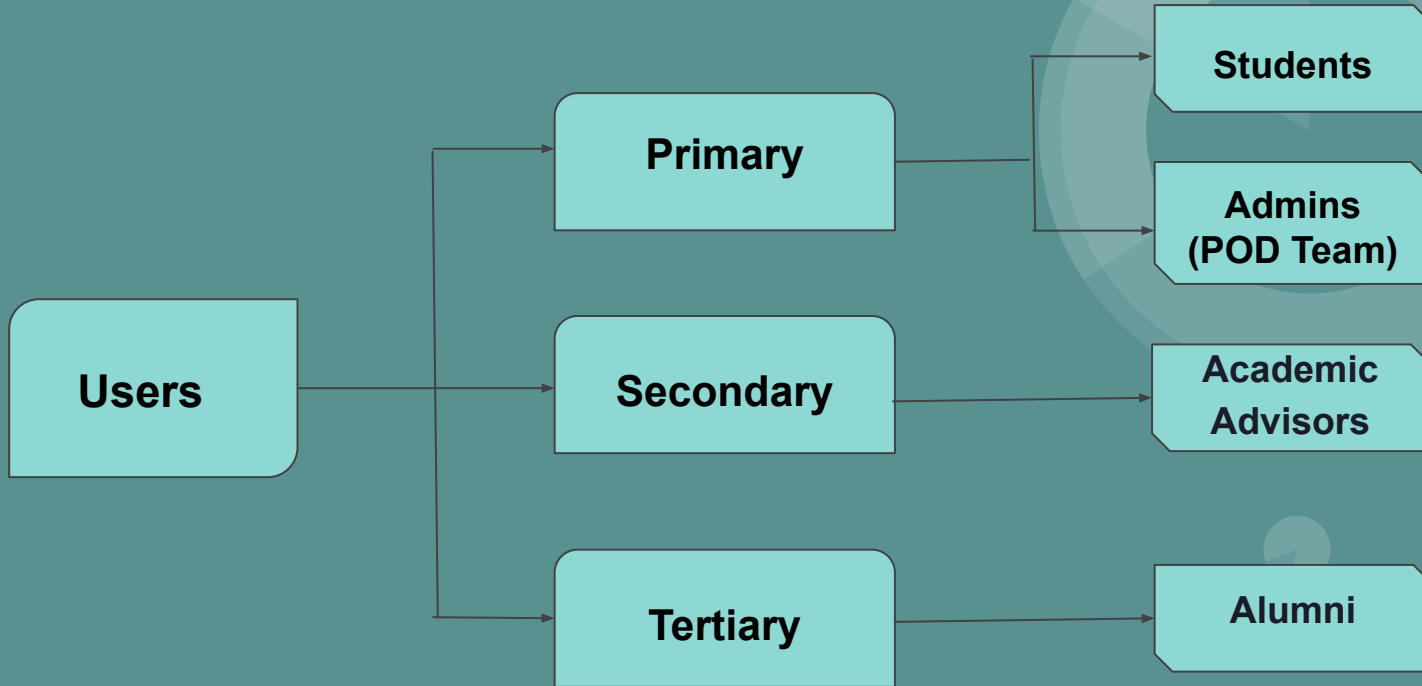 Users
Primary
Students
Admins
(POD Team)
Secondary
Academic
Advisors
Tertiary
Alumni